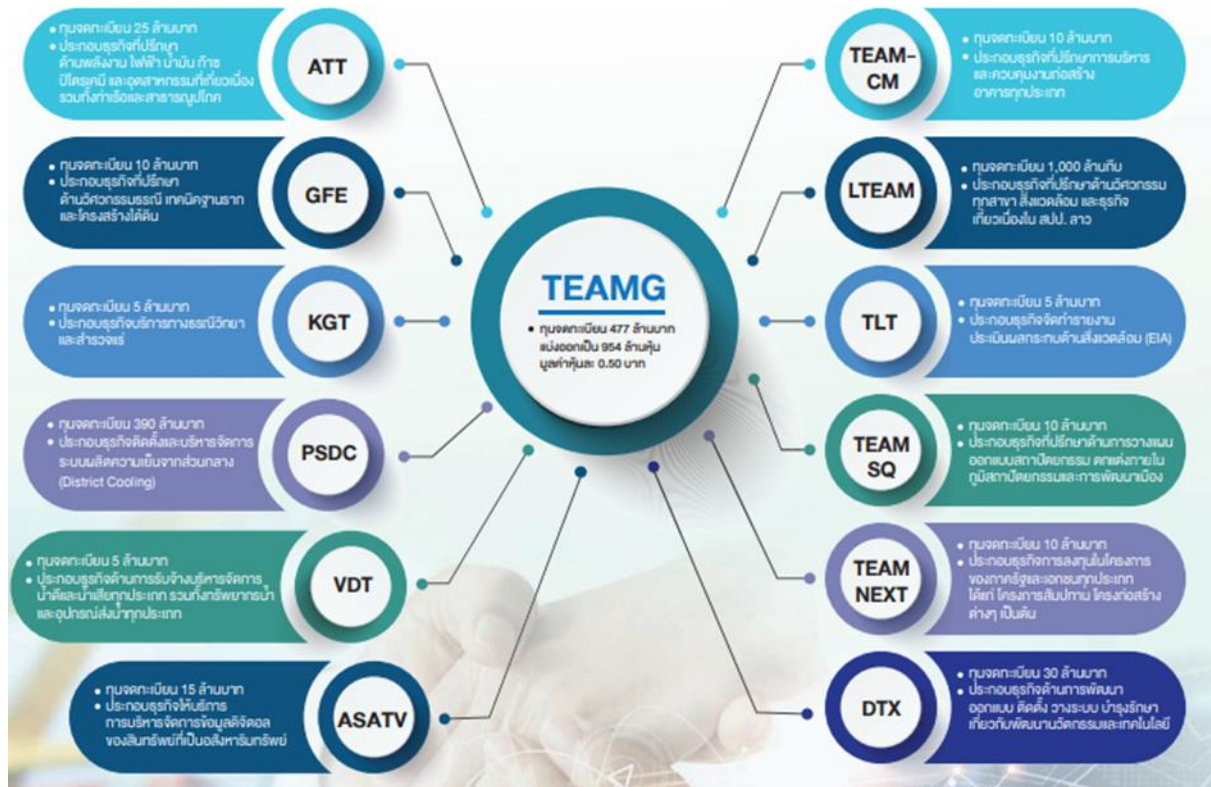 • ทุนจดทะเบียน 25 ล้านบาท
• ประกอบธุรกิจที่ปรึกษา
ด้านพลังงาน ไฟฟ้า น้ำมัน ก๊าซ
ปิโตรเคมี และอุตสาหกรรมที่เกี่ยวเนื่อง
รวมทั้งท่าเรือและสาธารณูปโภค
ATT
• ทุนจดทะเบียน 10 ล้านบาท
• ประกอบธุรกิจที่ปรึกษา
ด้านวิศวกรรมธรณี เทคนิคฐานราก
และโครงสร้างใต้ดิน
GFE
• ทุนจดทะเบียน 5 ล้านบาท
• ประกอบธุรกิจบริการทางธรณีวิทยา
และสำรวจแร่
KGT
• ทุนจดทะเบียน 390 ล้านบาท
• ประกอบธุรกิจติดตั้งและบริหารจัดการ
ระบบผลิตความเย็นจากส่วนกลาง
(District Cooling)
PSDC
• ทุนจดทะเบียน 5 ล้านบาท
• ประกอบธุรกิจด้านการรับจ้างบริหารจัดการ
น้ำดีและน้ำเสียทุกประเภท รวมทั้งทรัพยากรน้ำ
และอุปกรณ์ส่งน้ำทุกประเภท
VDT
• ทุนจดทะเบียน 15 ล้านบาท
• ประกอบธุรกิจให้บริการ
การบริหารจัดการข้อมูลดิจิตอล
ของสินทรัพย์ที่เป็นอสังหาริมทรัพย์
ASATV
TEAMG
• ทุนจดทะเบียน 477 ล้านบาท
แบ่งออกเป็น 954 ล้านหุ้น
มูลค่าหุ้นละ 0.50 บาท
TEAM-
CM
• ทุนจดทะเบียน 10 ล้านบาท
• ประกอบธุรกิจที่ปรึกษาการบริหาร
และควบคุมงานก่อสร้าง
อาคารทุกประเภท
LTEAM
• ทุนจดทะเบียน 1,000 ล้านกีบ
• ประกอบธุรกิจที่ปรึกษาด้านวิศวกรรม
ทุกสาขา สิ่งแวดล้อม และธุรกิจ
เกี่ยวเนื่องใน สปป. ลาว
TLT
• ทุนจดทะเบียน 5 ล้านบาท
• ประกอบธุรกิจจัดทำรายงาน
ประเมินผลกระทบด้านสิ่งแวดล้อม (EIA)
TEAM
SQ
• ทุนจดทะเบียน 10 ล้านบาท
• ประกอบธุรกิจที่ปรึกษาด้านการวางแผน
ออกแบบสถาปัตยกรรม ตกแต่งภายใน
ภูมิสถาปัตยกรรมและการพัฒนาเมือง
TEAM
NEXT
• ทุนจดทะเบียน 10 ล้านบาท
• ประกอบธุรกิจการลงทุนในโครงการ
ของภาครัฐและเอกชนทุกประเภท
ได้แก่ โครงการสัมปทาน โครงก่อสร้าง
ต่างๆ เป็นต้น
DTX
• ทุนจดทะเบียน 30 ล้านบาท
• ประกอบธุรกิจด้านการพัฒนา
ออกแบบ ติดตั้ง วางระบบ บำรุงรักษา
เกี่ยวกับพัฒนานวัตกรรมและเทคโนโลยี